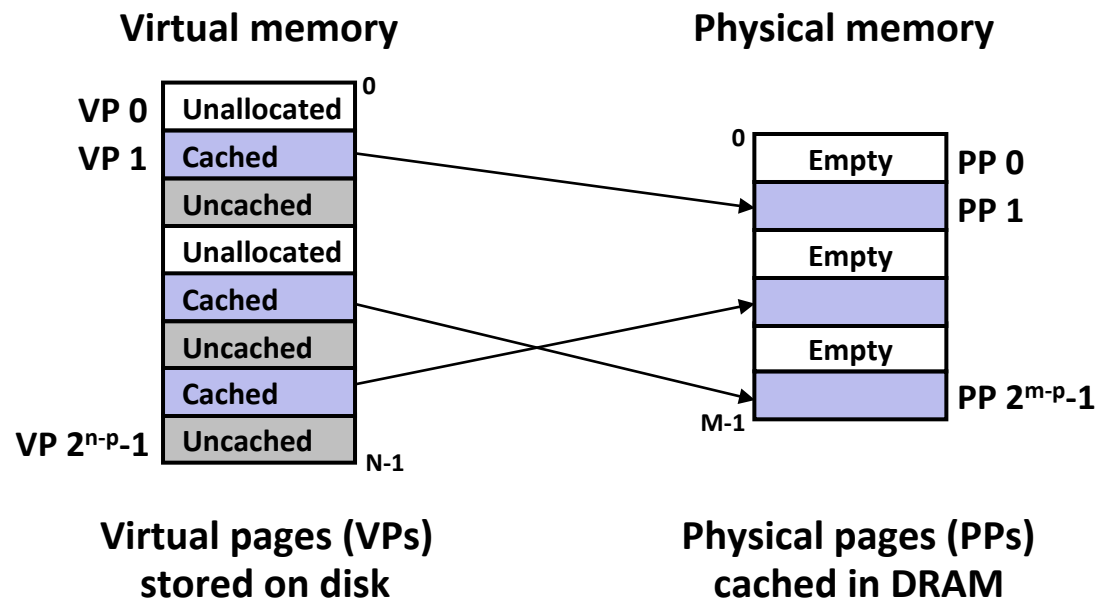 Virtual memory
Physical memory
0
VP 0
Unallocated
VP 1
Cached
Uncached
Unallocated
Cached
Uncached
Cached
VP 2ⁿ⁻ᵖ-1
Uncached
N-1
0
Empty
PP 0
PP 1
Empty
Empty
PP 2ᵐ⁻ᵖ-1
M-1
Virtual pages (VPs)
stored on disk
Physical pages (PPs)
cached in DRAM